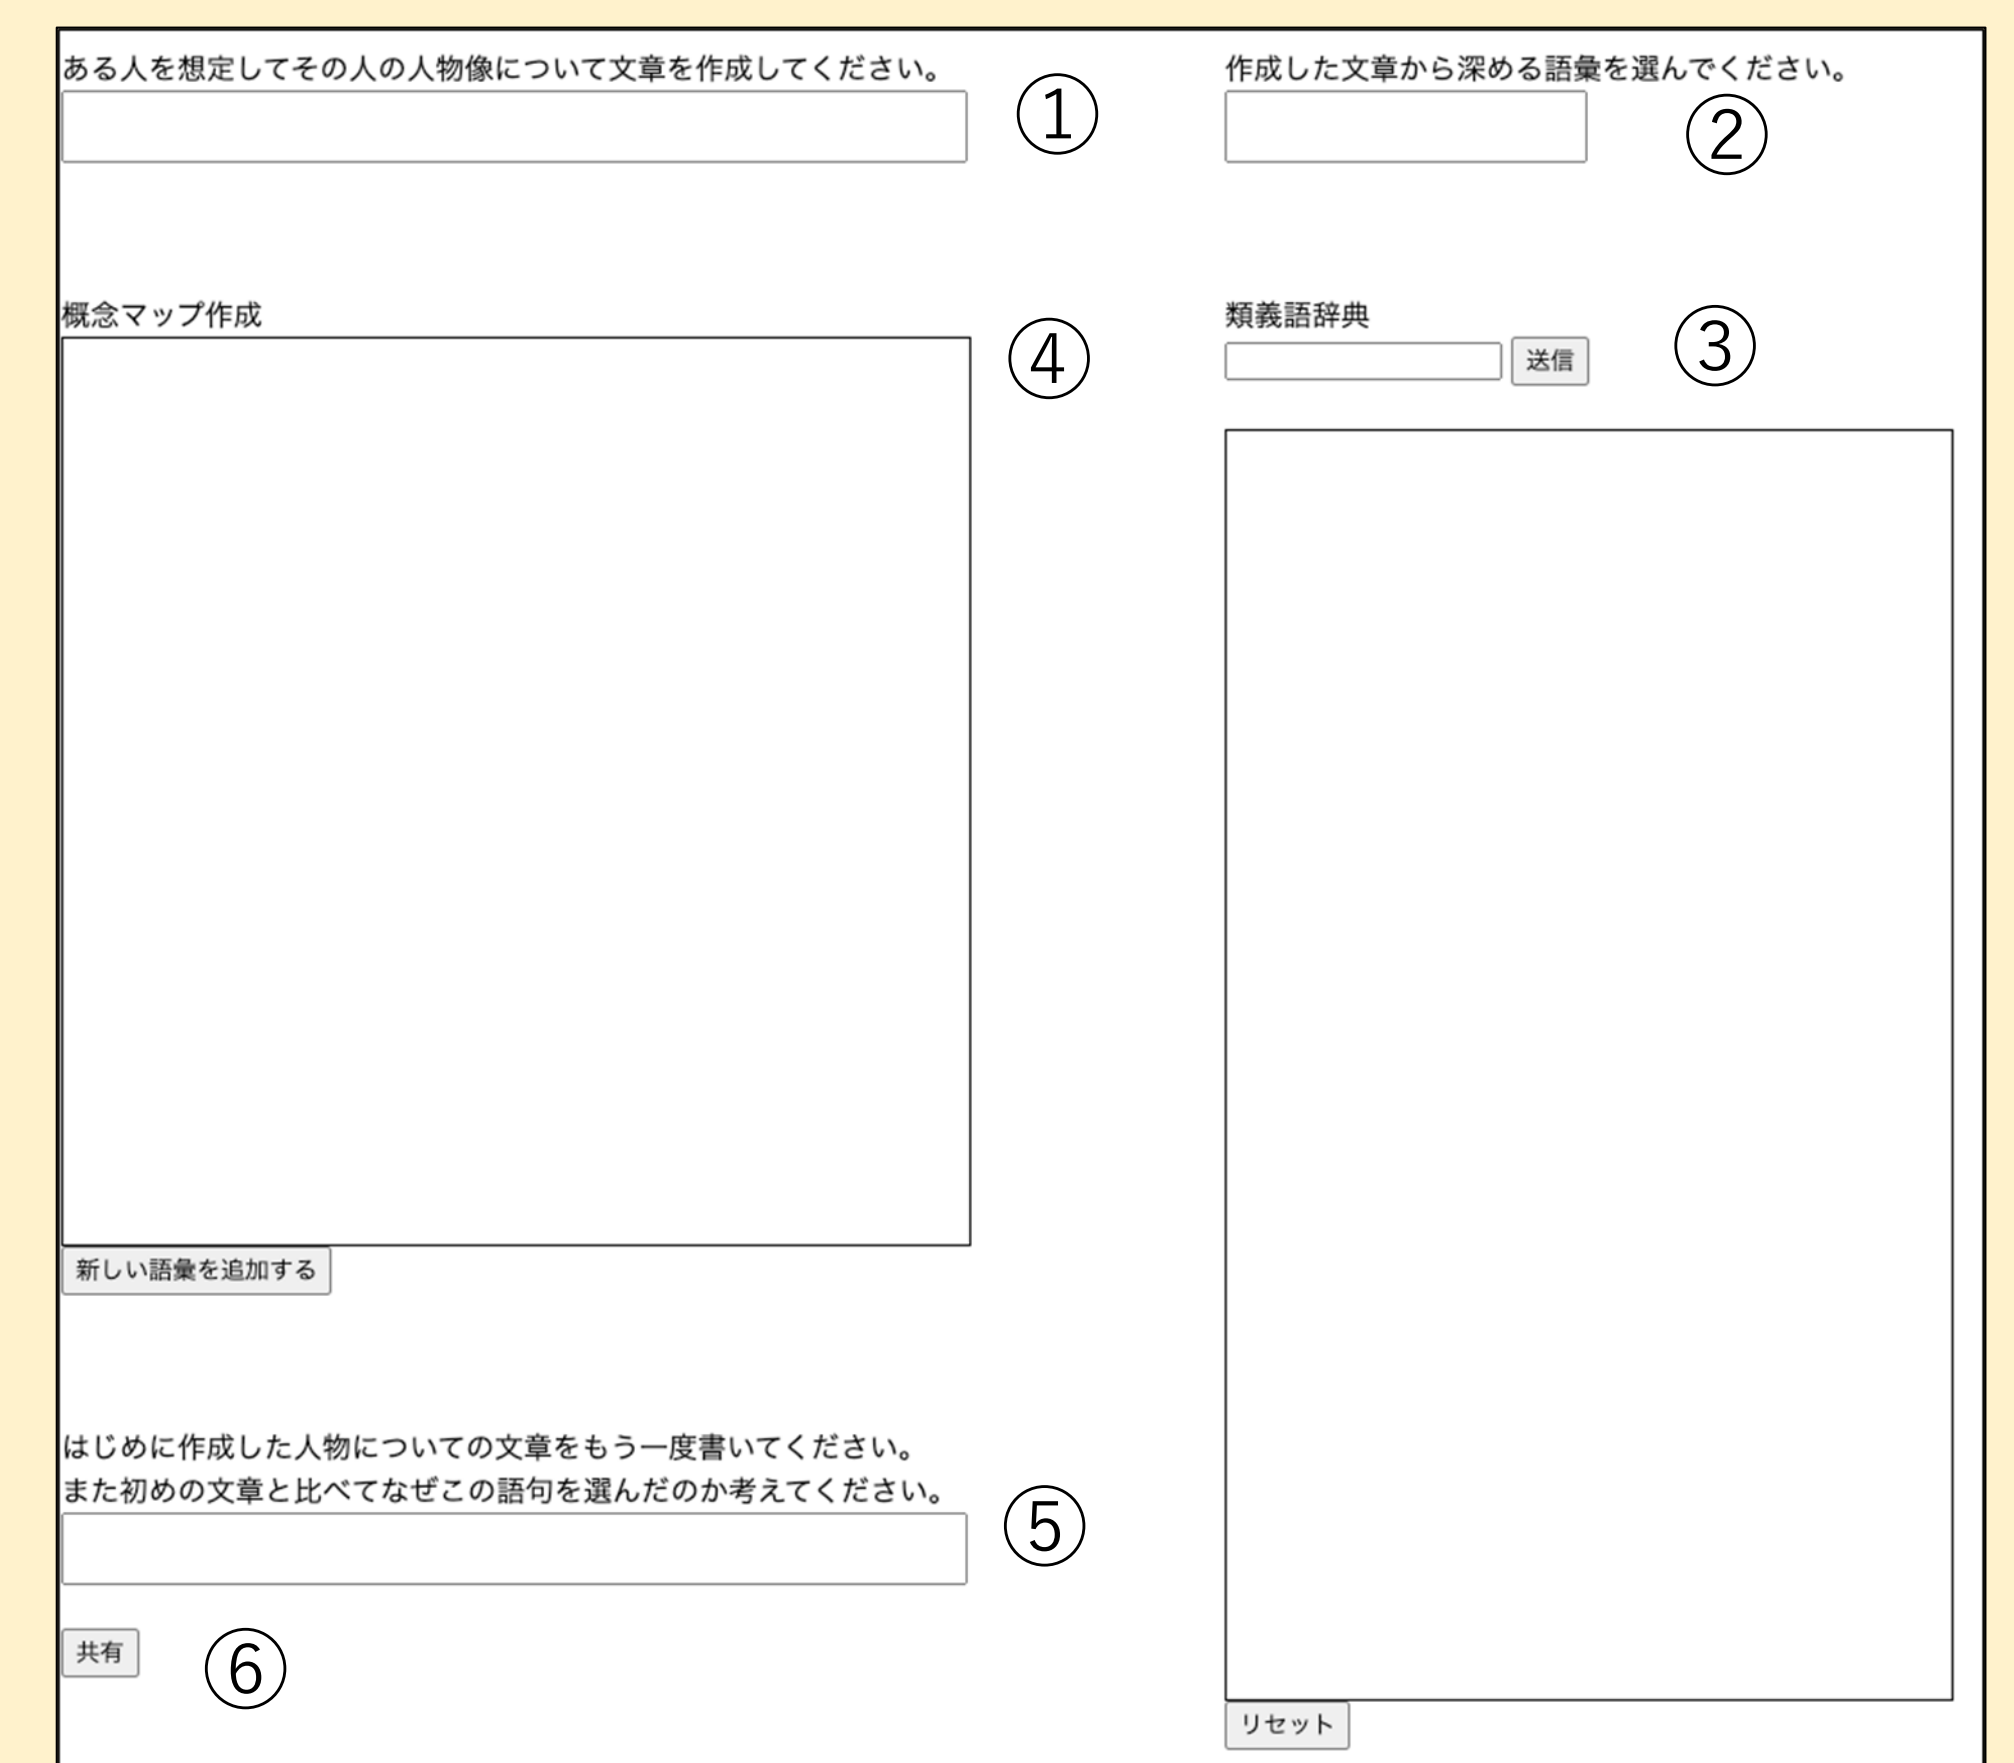 ある人を想定してその人の人物像について文章を作成してください。
①
作成した文章から深める語彙を選んでください。
②
概念マップ作成
④
類義語辞典
送信
③
新しい語彙を追加する
はじめに作成した人物についての文章をもう一度書いてください。
また初めの文章と比べてなぜこの語句を選んだのか考えてください。
⑤
共有
⑥
リセット